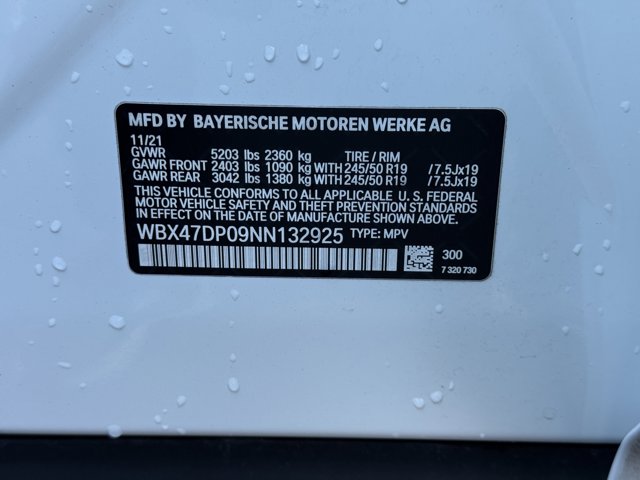 MFD BY BAYERISCHE MOTOREN WERKE AG
11/21
GVWR 5203 lbs 2360 kg TIRE / RIM
GAWR FRONT 2403 lbs 1090 kg WITH 245/50 R19 /7.5Jx19
GAWR REAR 3042 lbs 1380 kg WITH 245/50 R19 /7.5Jx19
THIS VEHICLE CONFORMS TO ALL APPLICABLE U. S. FEDERAL
MOTOR VEHICLE SAFETY AND THEFT PREVENTION STANDARDS
IN EFFECT ON THE DATE OF MANUFACTURE SHOWN ABOVE
WBX47DP09NN132925 TYPE: MPV
300
7 320 730